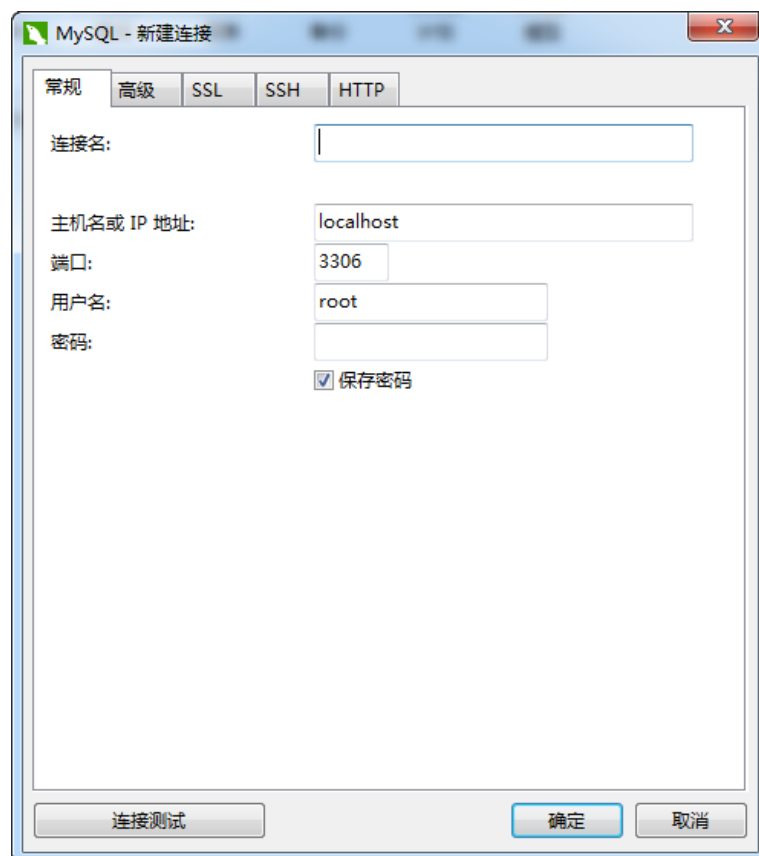 MySQL - 新建连接
常规 高级 SSL SSH HTTP
连接名:
主机名或 IP 地址: localhost
端口: 3306
用户名: root
密码:
保存密码
连接测试 确定 取消